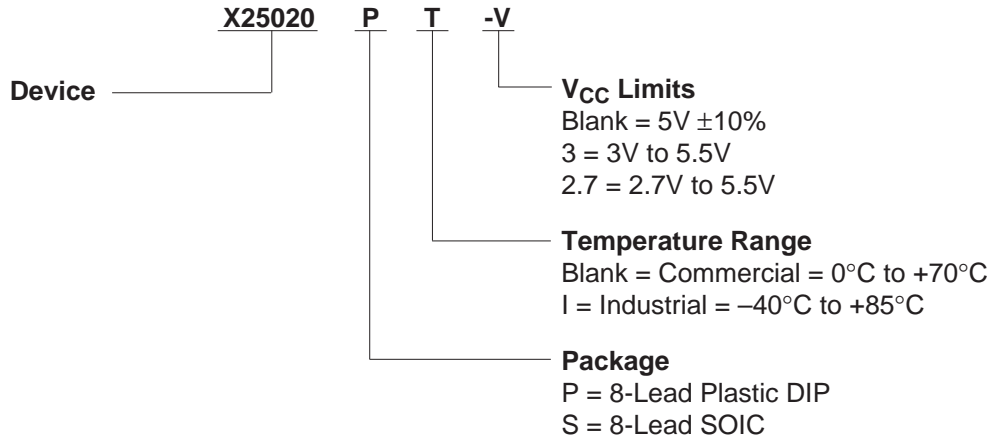 X25020 P T -V
Device
VCC Limits
Blank = 5V ±10%
3 = 3V to 5.5V
2.7 = 2.7V to 5.5V
Temperature Range
Blank = Commercial = 0°C to +70°C
I = Industrial = –40°C to +85°C
Package
P = 8-Lead Plastic DIP
S = 8-Lead SOIC